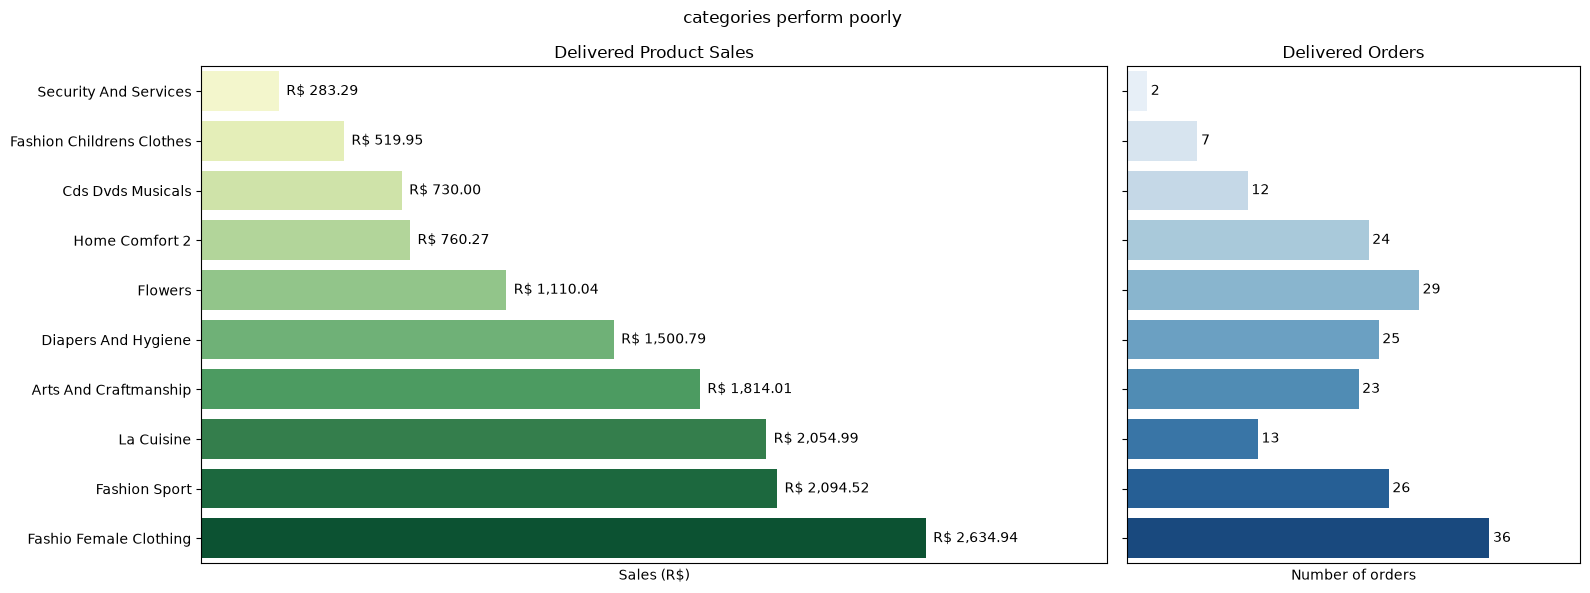 categories perform poorly
Delivered Product Sales
Delivered Orders
Security And Services
R$ 283.29
2
Fashion Childrens Clothes
R$ 519.95
7
Cds Dvds Musicals
R$ 730.00
12
Home Comfort 2
R$ 760.27
24
Flowers
R$ 1,110.04
29
Diapers And Hygiene
R$ 1,500.79
25
Arts And Craftmanship
R$ 1,814.01
23
La Cuisine
R$ 2,054.99
13
Fashion Sport
R$ 2,094.52
26
Fashio Female Clothing
R$ 2,634.94
36
Sales (R$)
Number of orders